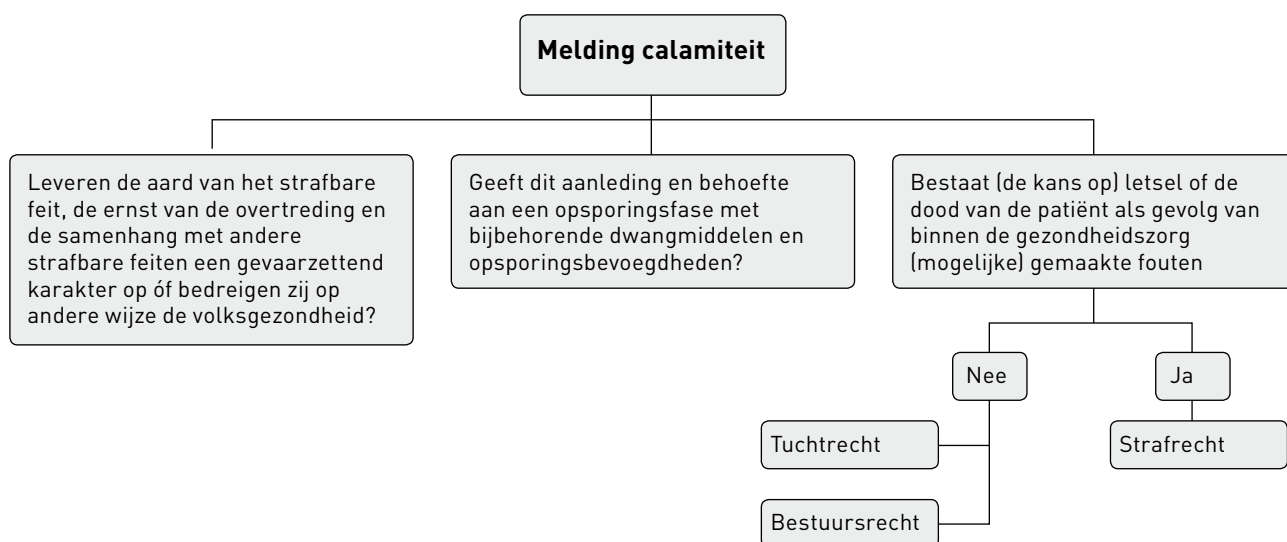 Melding calamiteit
Leveren de aard van het strafbare
feit, de ernst van de overtreding en
de samenhang met andere
strafbare feiten een gevaarzettend
karakter op óf bedreigen zij op
andere wijze de volksgezondheid?
Geeft dit aanleding en behoefte
aan een opsporingsfase met
bijbehorende dwangmiddelen en
opsporingsbevoegdheden?
Bestaat (de kans op) letsel of de
dood van de patiënt als gevolg van
binnen de gezondheidszorg
(mogelijke) gemaakte fouten
Nee
Ja
Tuchtrecht
Strafrecht
Bestuursrecht